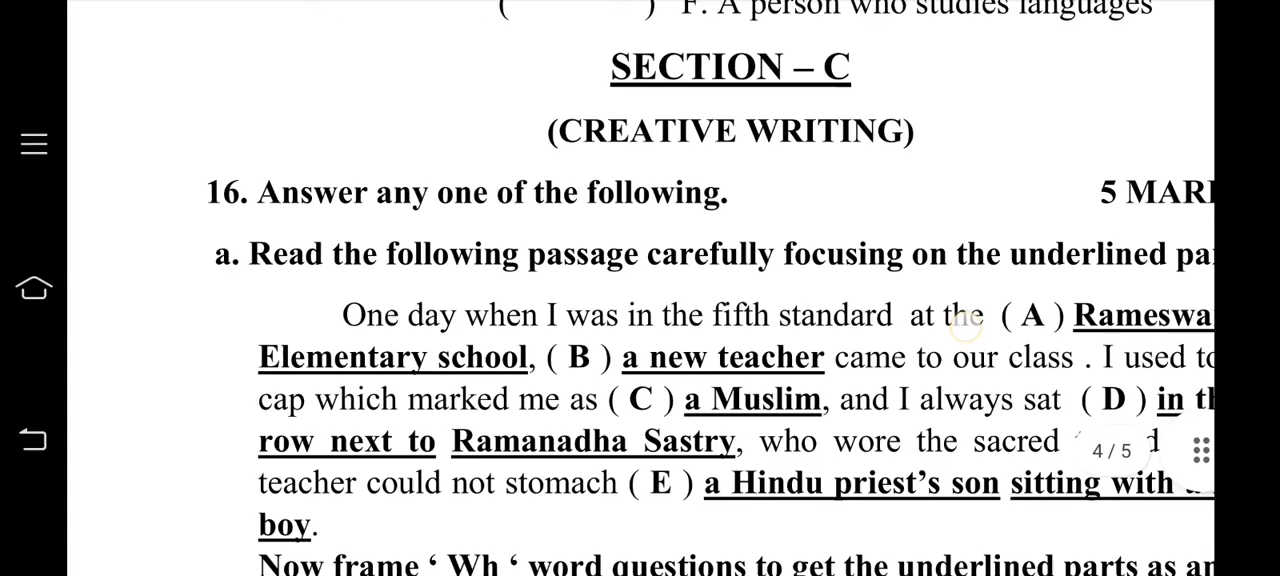 ( ) F. A person who studies languages
SECTION – C
(CREATIVE WRITING)
16. Answer any one of the following. 5 MAR
a. Read the following passage carefully focusing on the underlined pa
One day when I was in the fifth standard at the ( A ) Rameswa
Elementary school, ( B ) a new teacher came to our class . I used to
cap which marked me as ( C ) a Muslim, and I always sat ( D ) in th
row next to Ramanadha Sastry, who wore the sacred
4 / 5
teacher could not stomach ( E ) a Hindu priest’s son sitting with
boy.
Now frame ‘ Wh ‘ word questions to get the underlined parts as an